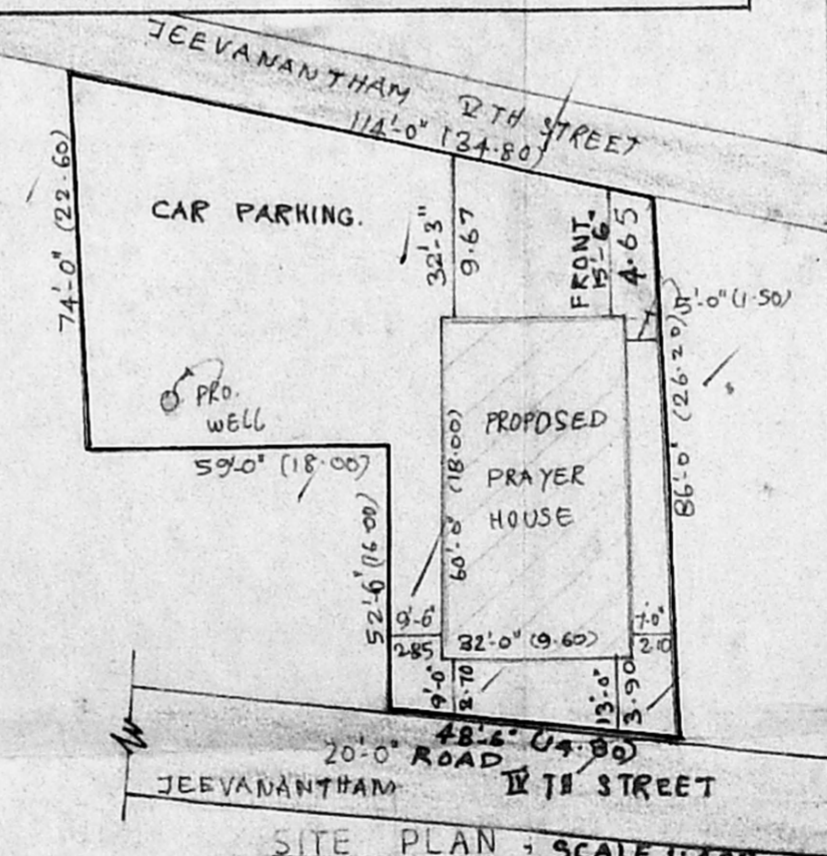 JEEVANANTHAM V TH STREET
114'-0" (34.80)
74'-0" (22.60)
CAR PARKING.
32'-3"
9.67
FRONT
15'-6"
4.65
5'-0" (1.50)
86'-0" (26.20)
PRO.
WELL
59'-0" (18.00)
52'-6" (16.00)
60'-0" (18.00)
PROPOSED
PRAYER
HOUSE
9'-6"
2.85
32'-0" (9.60)
7'-0"
2.10
9'-0"
2.70
13'-0"
3.90
48'-6" (14.80)
20'-0" ROAD
JEEVANANTHAM IV TH STREET
SITE PLAN
SCALE